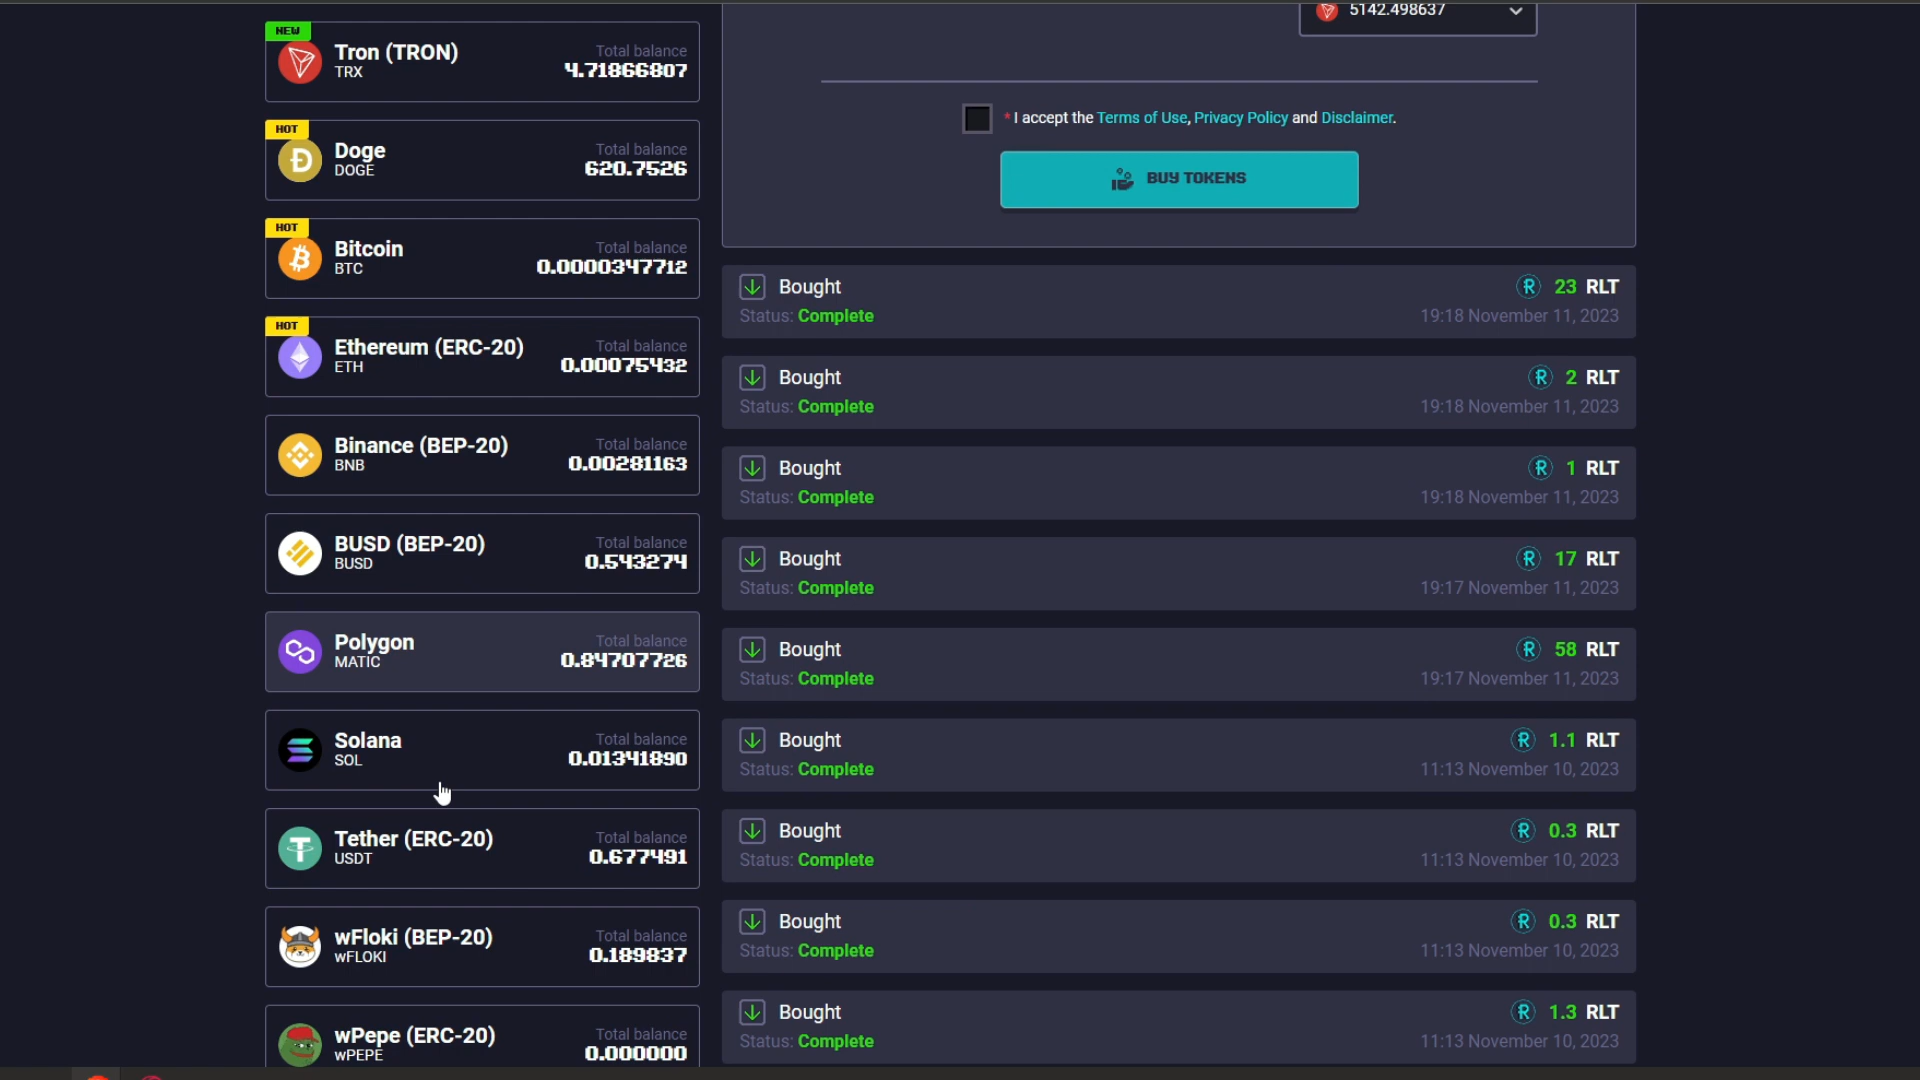 NEW
Tron (TRON)
TRX
Total balance
4.71866807
HOT
Doge
DOGE
Total balance
620.7526
HOT
Bitcoin
BTC
Total balance
0.0000347712
HOT
Ethereum (ERC-20)
ETH
Total balance
0.00075432
Binance (BEP-20)
BNB
Total balance
0.00281163
BUSD (BEP-20)
BUSD
Total balance
0.543274
Polygon
MATIC
Total balance
0.84707726
Solana
SOL
Total balance
0.01341890
Tether (ERC-20)
USDT
Total balance
0.677491
wFloki (BEP-20)
wFLOKI
Total balance
0.189837
wPepe (ERC-20)
wPEPE
Total balance
0.000000
5142.498637
* I accept the Terms of Use, Privacy Policy and Disclaimer.
BUY TOKENS
Bought
23 RLT
Status: Complete
19:18 November 11, 2023
Bought
2 RLT
Status: Complete
19:18 November 11, 2023
Bought
1 RLT
Status: Complete
19:18 November 11, 2023
Bought
17 RLT
Status: Complete
19:17 November 11, 2023
Bought
58 RLT
Status: Complete
19:17 November 11, 2023
Bought
1.1 RLT
Status: Complete
11:13 November 10, 2023
Bought
0.3 RLT
Status: Complete
11:13 November 10, 2023
Bought
0.3 RLT
Status: Complete
11:13 November 10, 2023
Bought
1.3 RLT
Status: Complete
11:13 November 10, 2023